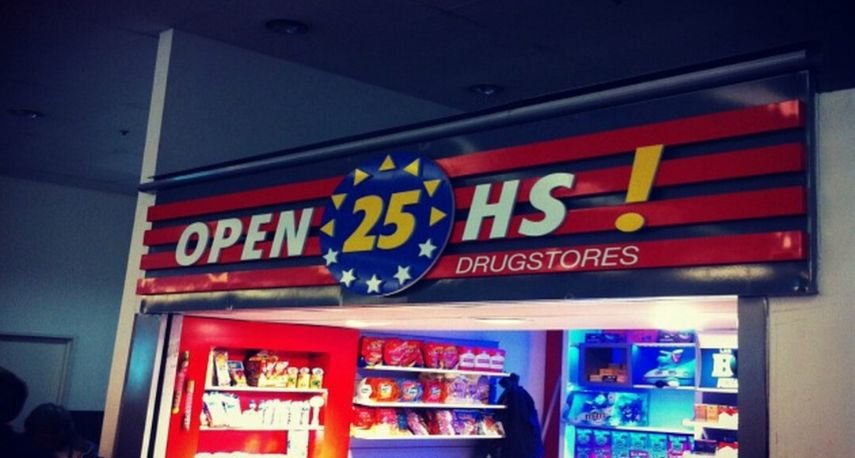 OPEN 25 HS !
DRUGSTORES